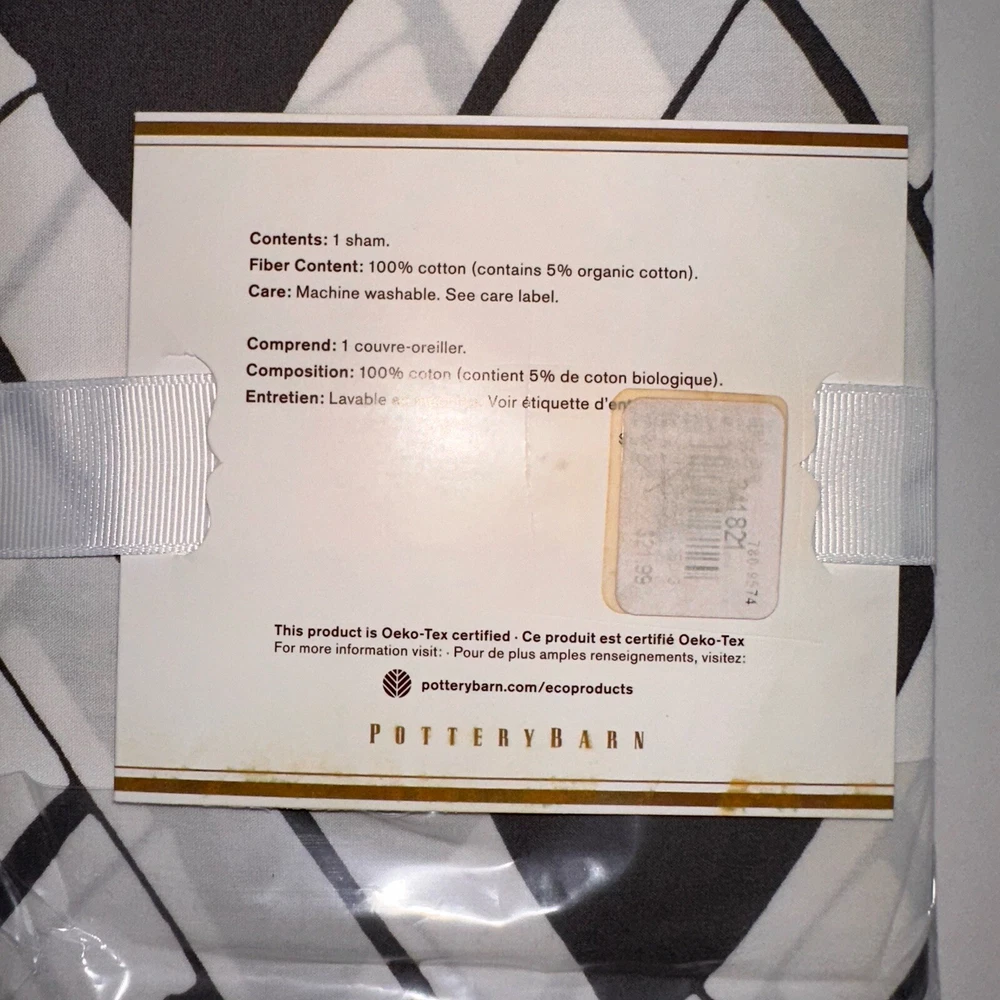 Contents: 1 sham.
Fiber Content: 100% cotton (contains 5% organic cotton).
Care: Machine washable. See care label.
Comprend: 1 couvre-oreiller.
Composition: 100% coton (contient 5% de coton biologique).
Entretien: Lavable Voir étiquette
41821
$21.99
This product is Oeko-Tex certified · Ce produit est certifié Oeko-Tex
For more information visit: · Pour de plus amples renseignements, visitez:
potterybarn.com/ecoproducts
POTTERYBARN